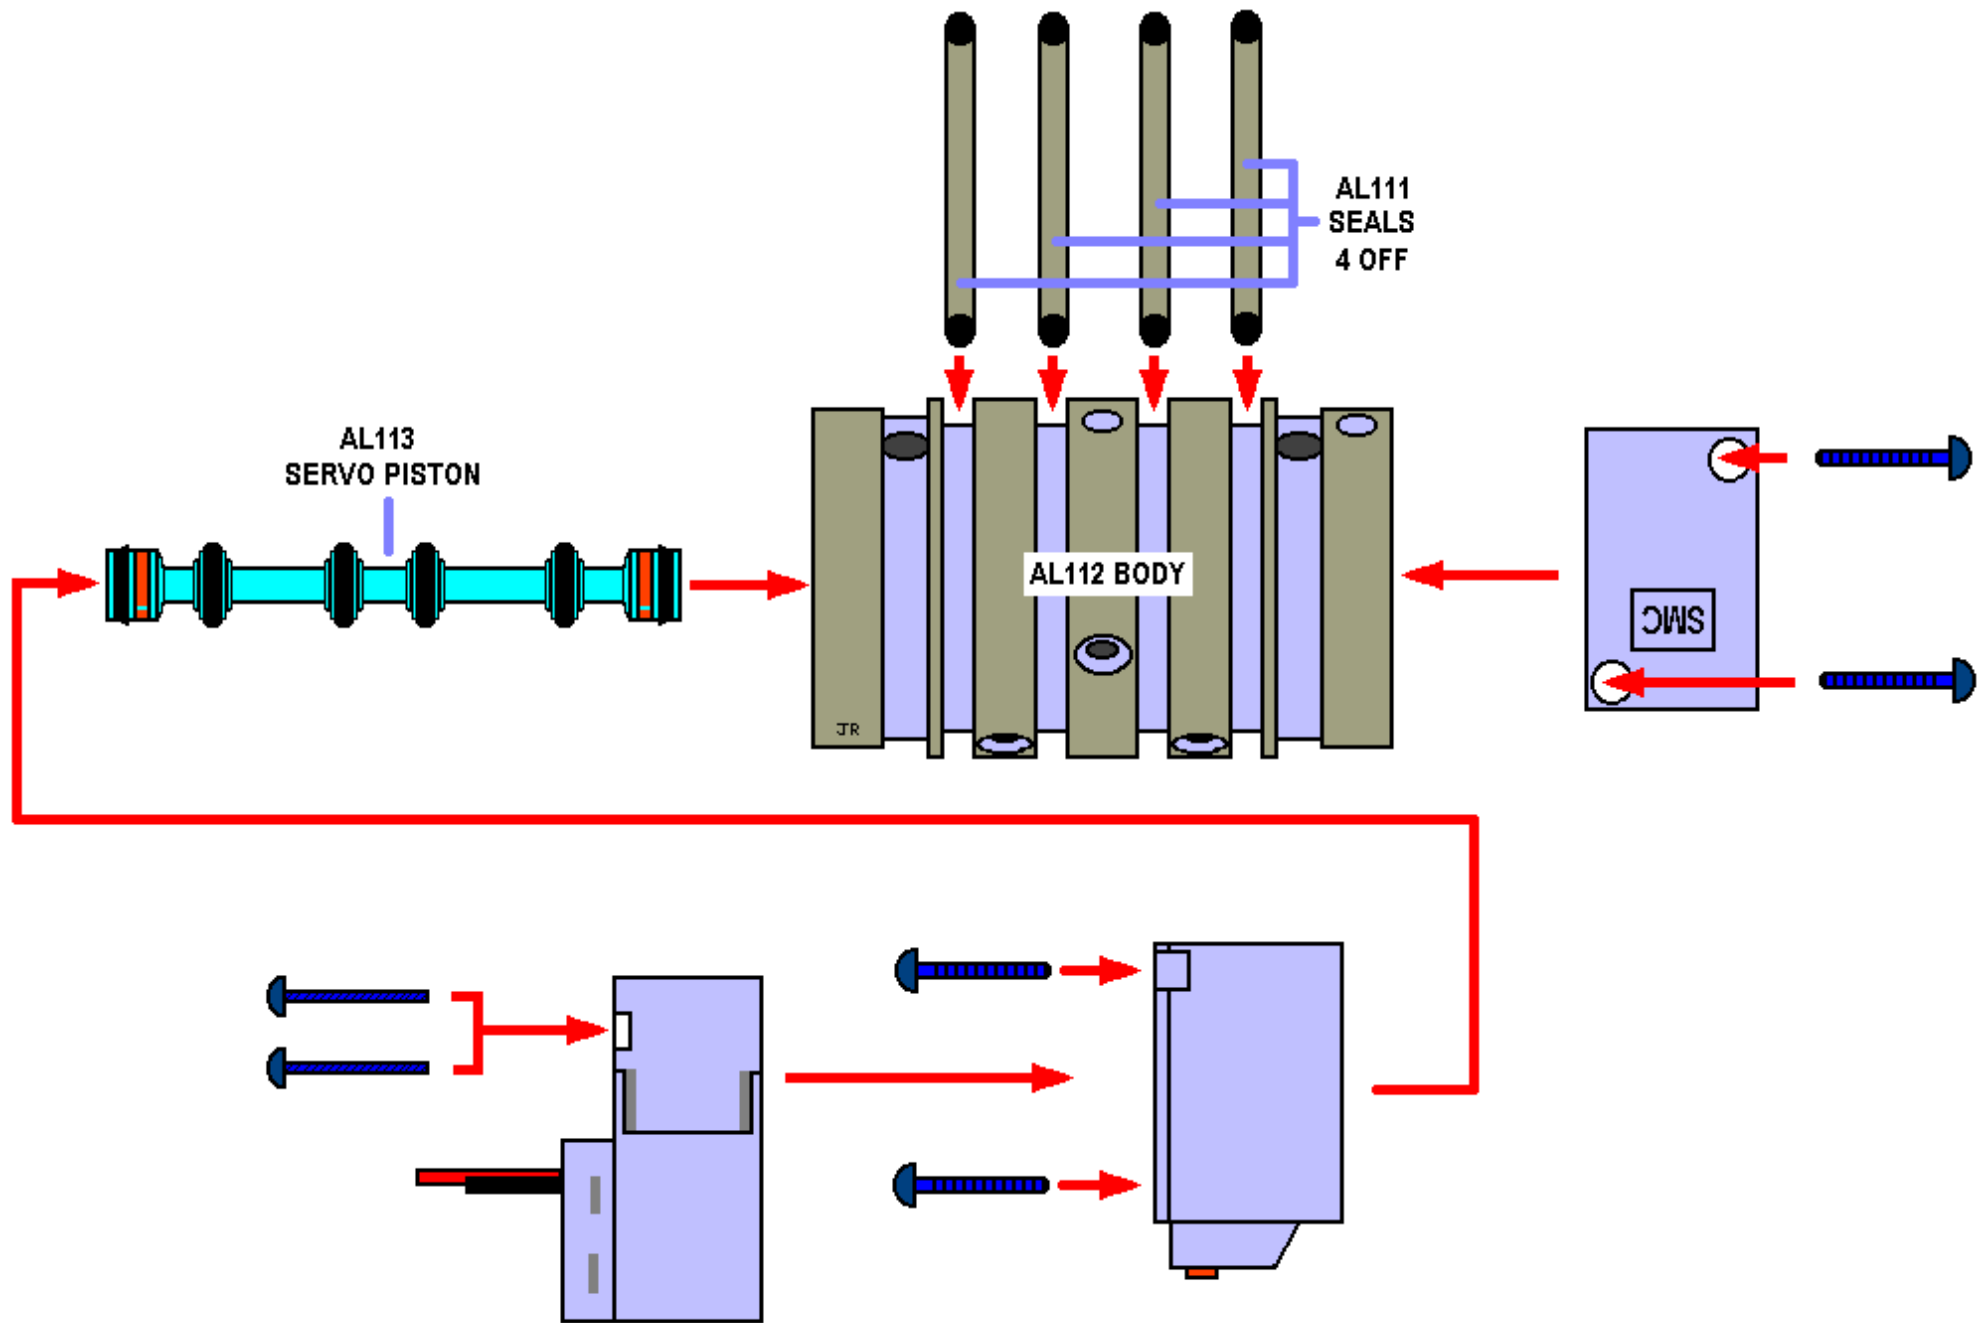 AL111
SEALS
4 OFF
AL113
SERVO PISTON
AL112 BODY
SMC
JR